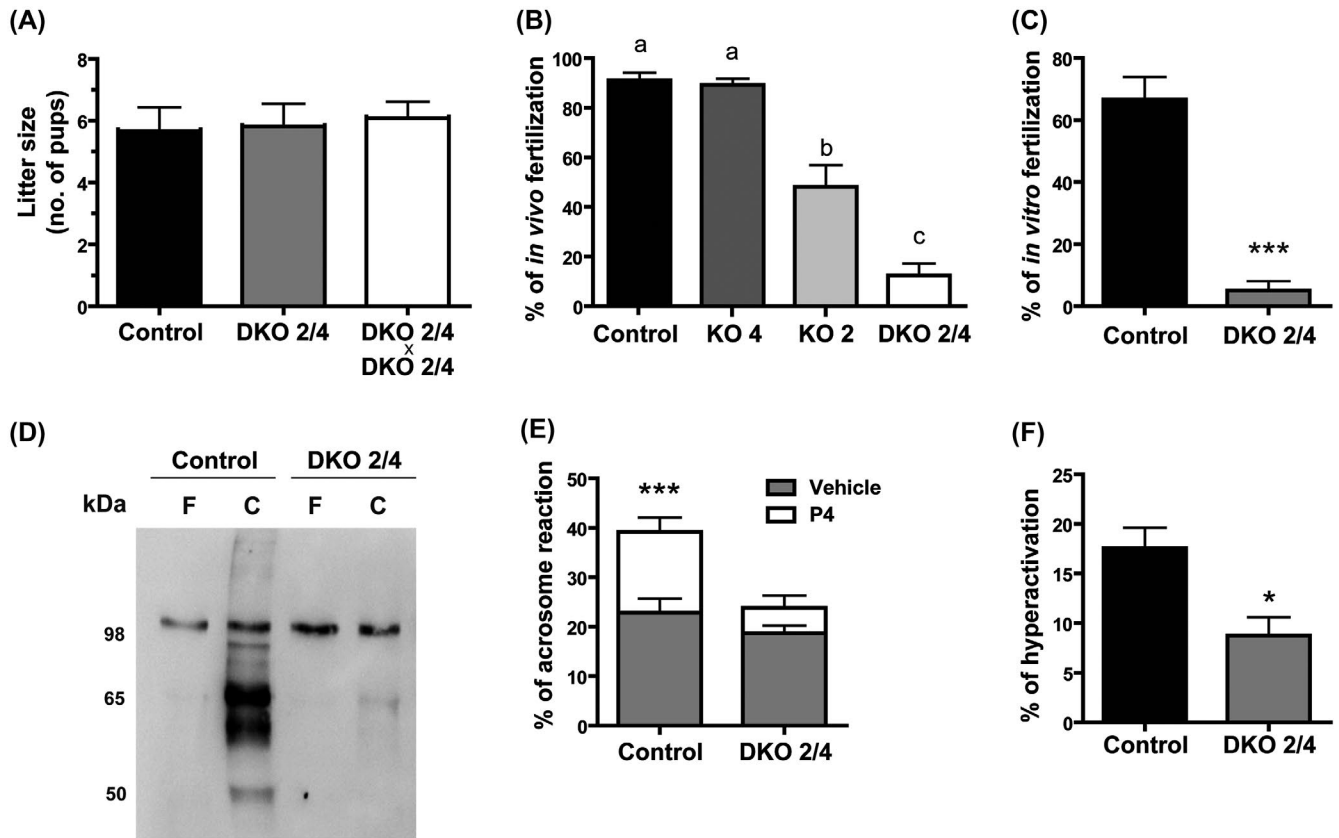 (A)
Litter size
(no. of pups)
8
6
4
2
0
Control
DKO 2/4
DKO 2/4
x
DKO 2/4
(B)
% of in vivo fertilization
100
80
60
40
20
0
a
a
b
c
Control
KO 4
KO 2
DKO 2/4
(C)
% of in vitro fertilization
80
60
40
20
0
***
Control
DKO 2/4
(D)
Control
DKO 2/4
kDa
F
C
F
C
98
65
50
(E)
% of acrosome reaction
50
40
30
20
10
0
***
Vehicle
P4
Control
DKO 2/4
(F)
% of hyperactivation
25
20
15
10
5
0
*
Control
DKO 2/4